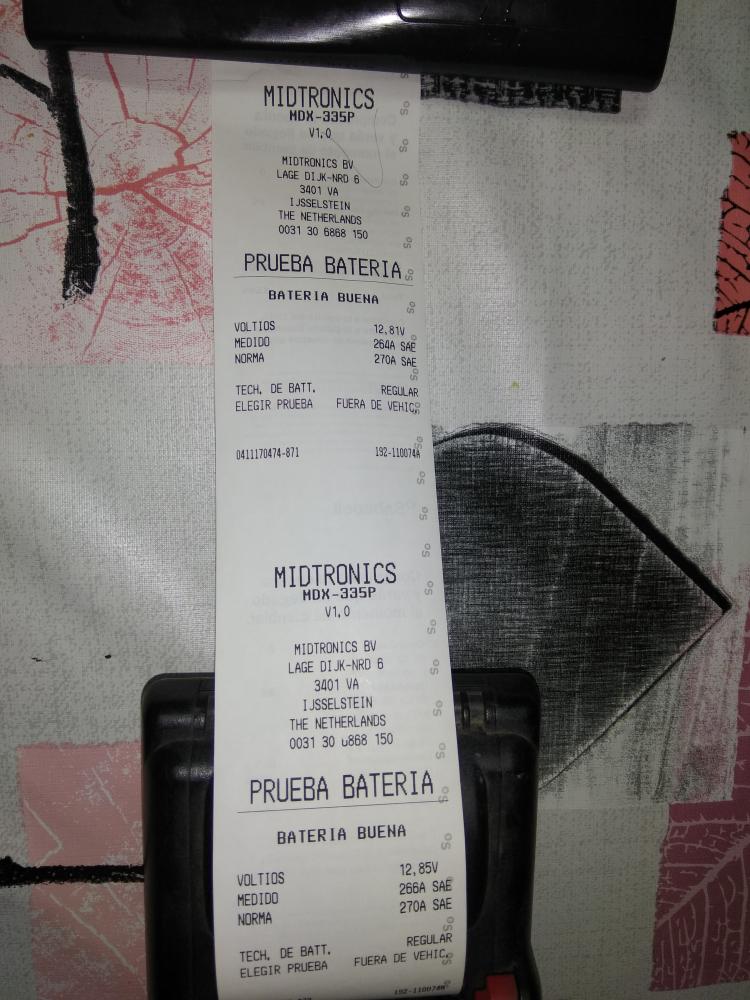 MIDTRONICS
MDX-335P
V1,0
MIDTRONICS BV
LAGE DIJK-NRD 6
3401 VA
IJSSELSTEIN
THE NETHERLANDS
0031 30 6868 150
PRUEBA BATERIA
BATERIA BUENA
VOLTIOS 12,81V
MEDIDO 264A SAE
NORMA 270A SAE
TECH. DE BATT. REGULAR
ELEGIR PRUEBA FUERA DE VEHIC.
0411170474-871 192-110074A
MIDTRONICS
MDX-335P
V1,0
MIDTRONICS BV
LAGE DIJK-NRD 6
3401 VA
IJSSELSTEIN
THE NETHERLANDS
0031 30 6868 150
PRUEBA BATERIA
BATERIA BUENA
VOLTIOS 12,85V
MEDIDO 266A SAE
NORMA 270A SAE
TECH. DE BATT. REGULAR
ELEGIR PRUEBA FUERA DE VEHIC.
192-110074A